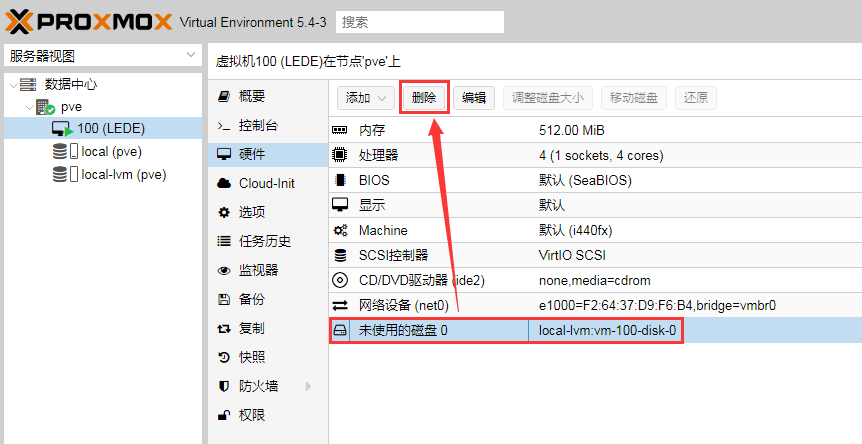 PROXMOX Virtual Environment 5.4-3 搜索
服务器视图
数据中心
pve
100 (LEDE)
local (pve)
local-lvm (pve)
虚拟机100 (LEDE)在节点'pve'上
概要
控制台
硬件
Cloud-Init
选项
任务历史
监视器
备份
复制
快照
防火墙
权限
添加 删除 编辑 调整磁盘大小 移动磁盘 还原
内存 512.00 MiB
处理器 4 (1 sockets, 4 cores)
BIOS 默认 (SeaBIOS)
显示 默认
Machine 默认 (i440fx)
SCSI控制器 VirtIO SCSI
CD/DVD驱动器 (ide2) none,media=cdrom
网络设备 (net0) e1000=F2:64:37:D9:F6:B4,bridge=vmbr0
未使用的磁盘 0 local-lvm:vm-100-disk-0